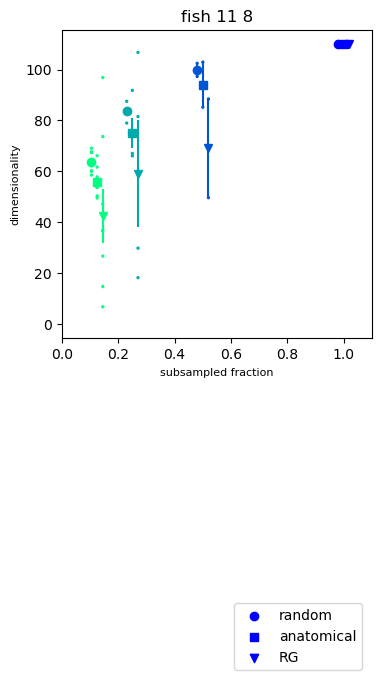 fish 11 8
dimensionality
100
80
60
40
20
0
0.0 0.2 0.4 0.6 0.8 1.0
subsampled fraction
random
anatomical
RG